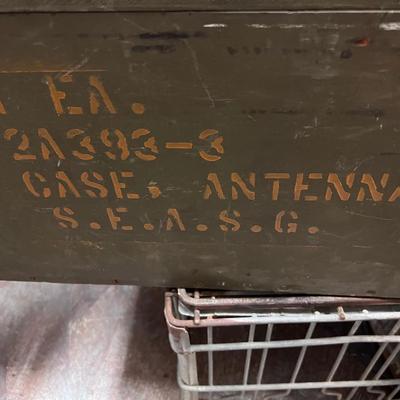 EA.
2A393-3
CASE, ANTENNA
S.E.A.S.G.